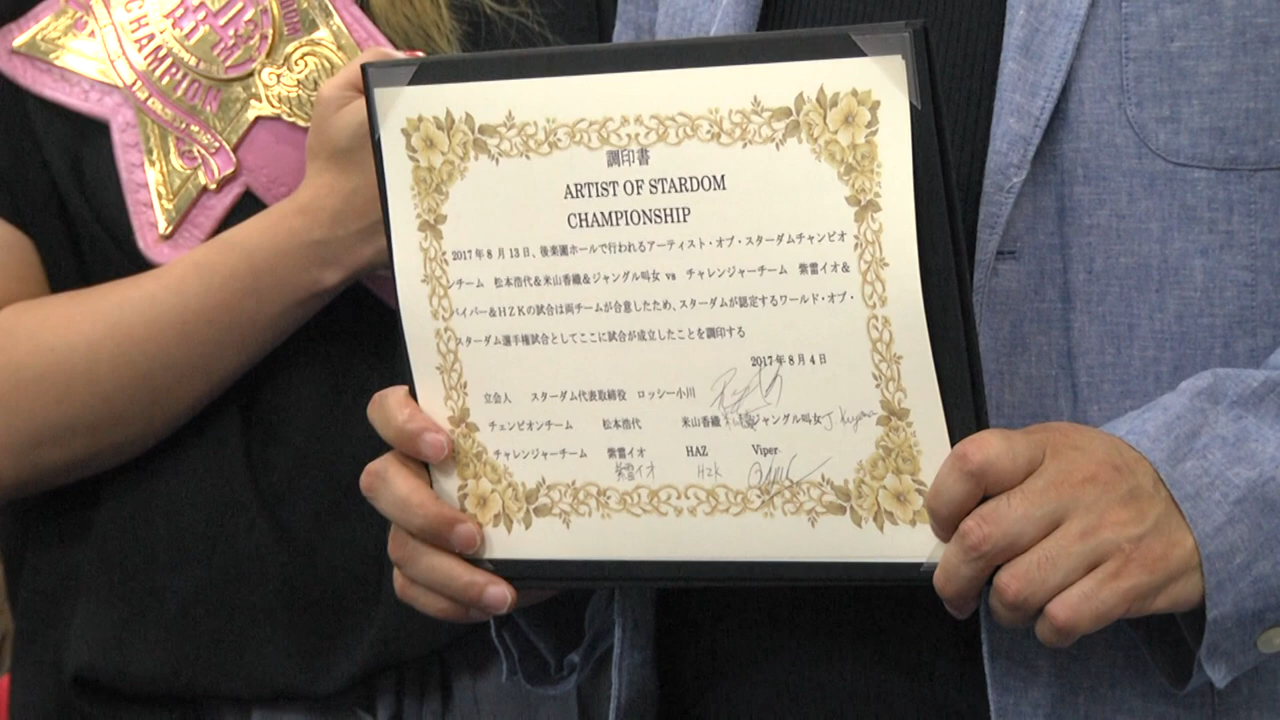 CHAMPION
調印書
ARTIST OF STARDOM
CHAMPIONSHIP
2017年8月13日、後楽園ホールで行われるアーティスト・オブ・スターダムチャンピオ
ンチーム 松本浩代&米山香織&ジャングル叫女 vs チャレンジャーチーム 紫雷イオ&
バイパー&HZKの試合は両チームが合意したため、スターダムが認定するワールド・オブ・
スターダム選手権試合としてここに試合が成立したことを調印する
2017年8月4日
立会人 スターダム代表取締役 ロッシー小川
チェンピオンチーム 松本浩代 米山香織 ジャングル叫女
チャレンジャーチーム 紫雷イオ HAZ Viper
紫雷イオ HZK